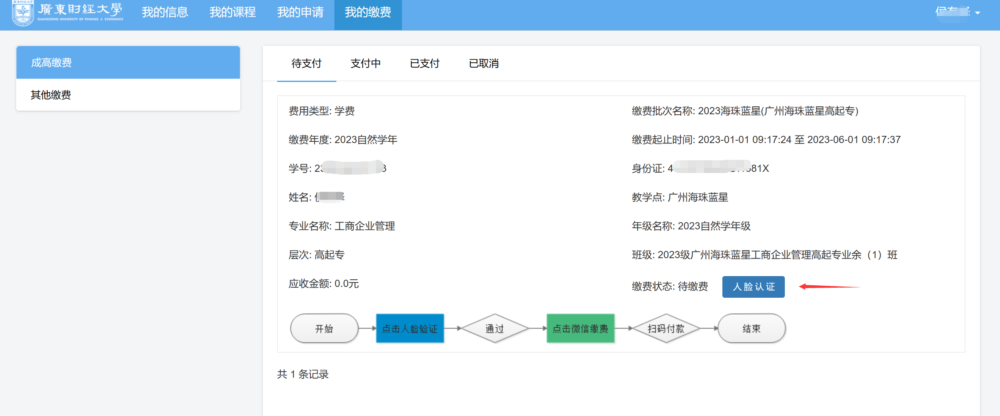 廣東財經大學
GUANGDONG UNIVERSITY OF FINANCE & ECONOMICS
我的信息
我的课程
我的申请
我的缴费
成高缴费
其他缴费
待支付
支付中
已支付
已取消
费用类型: 学费
缴费批次名称: 2023海珠蓝星(广州海珠蓝星高起专)
缴费年度: 2023自然学年
缴费起止时间: 2023-01-01 09:17:24 至 2023-06-01 09:17:37
学号: 2
身份证: 4 81X
姓名:
教学点: 广州海珠蓝星
专业名称: 工商企业管理
年级名称: 2023自然学年级
层次: 高起专
班级: 2023级广州海珠蓝星工商企业管理高起专业余（1）班
应收金额: 0.0元
缴费状态: 待缴费
人脸认证
开始
点击人脸验证
通过
点击微信缴费
扫码付款
结束
共 1 条记录